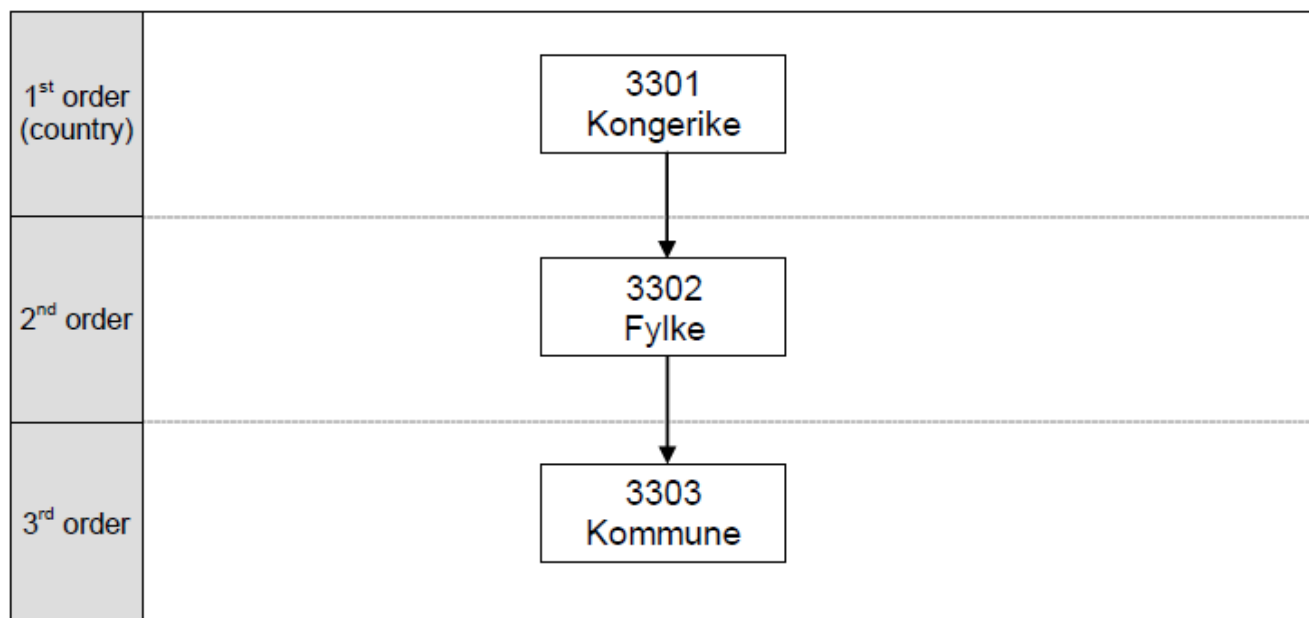 1st order
(country)
3301
Kongerike
2nd order
3302
Fylke
3rd order
3303
Kommune